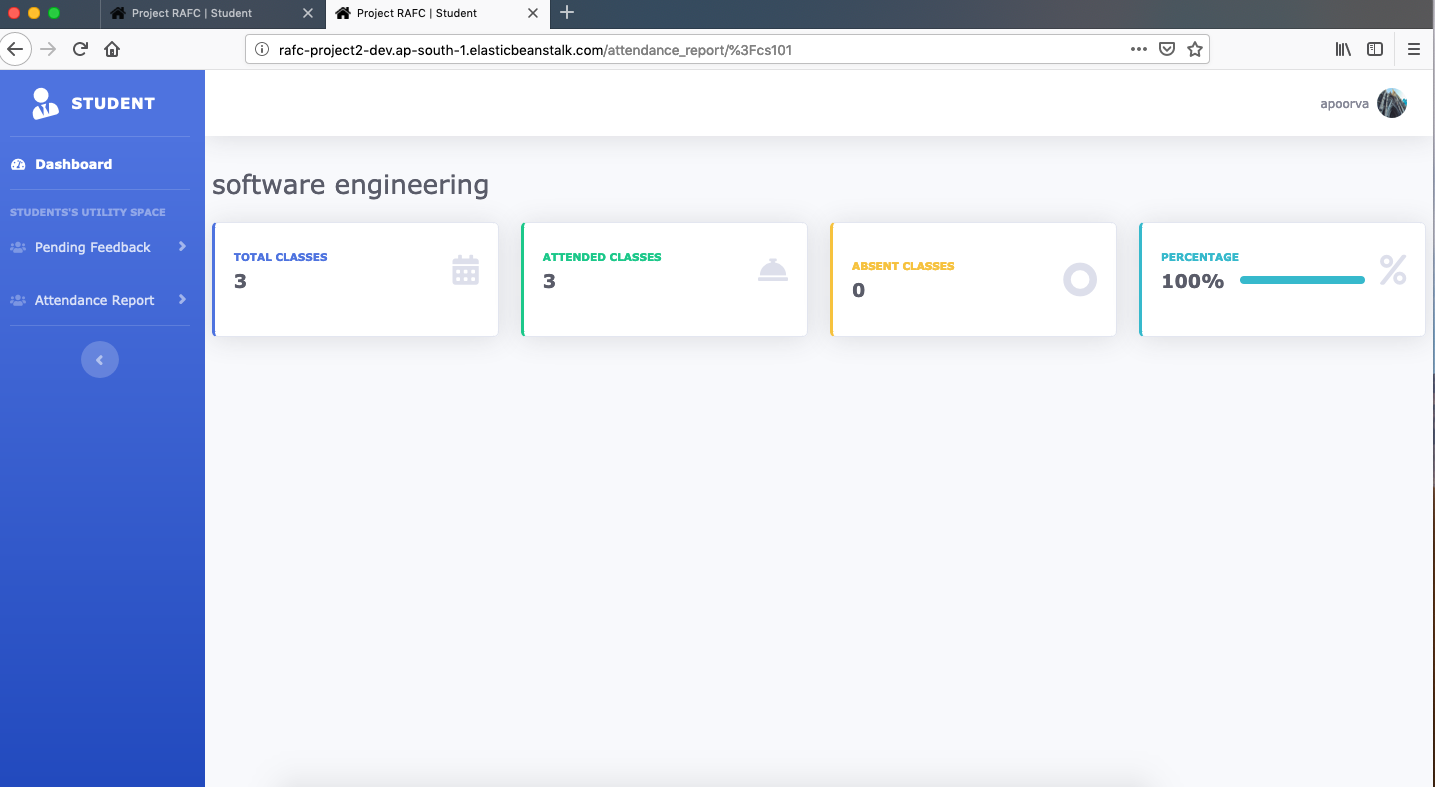 Project RAFC | Student
Project RAFC | Student
rafc-project2-dev.ap-south-1.elasticbeanstalk.com/attendance_report/%3Fcs101
STUDENT
apoorva
Dashboard
STUDENTS'S UTILITY SPACE
Pending Feedback
Attendance Report
software engineering
TOTAL CLASSES
3
ATTENDED CLASSES
3
ABSENT CLASSES
0
PERCENTAGE
100%
%